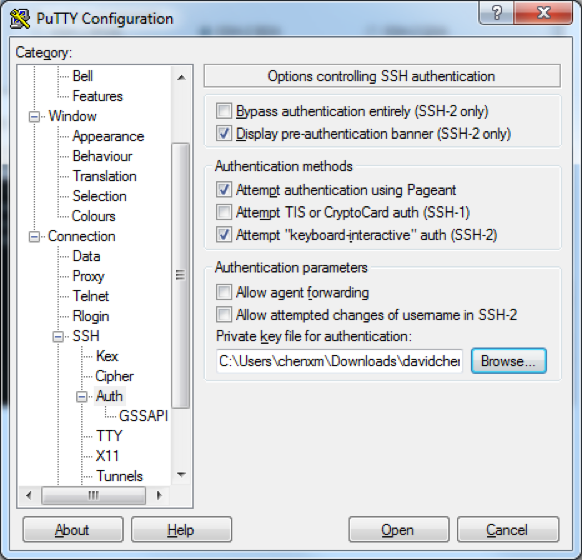 PuTTY Configuration
Category:
Bell
Features
Window
Appearance
Behaviour
Translation
Selection
Colours
Connection
Data
Proxy
Telnet
Rlogin
SSH
Kex
Cipher
Auth
GSSAPI
TTY
X11
Tunnels
Options controlling SSH authentication
Bypass authentication entirely (SSH-2 only)
Display pre-authentication banner (SSH-2 only)
Authentication methods
Attempt authentication using Pageant
Attempt TIS or CryptoCard auth (SSH-1)
Attempt "keyboard-interactive" auth (SSH-2)
Authentication parameters
Allow agent forwarding
Allow attempted changes of username in SSH-2
Private key file for authentication:
C:\Users\chenxm\Downloads\davidcher Browse...
About Help Open Cancel